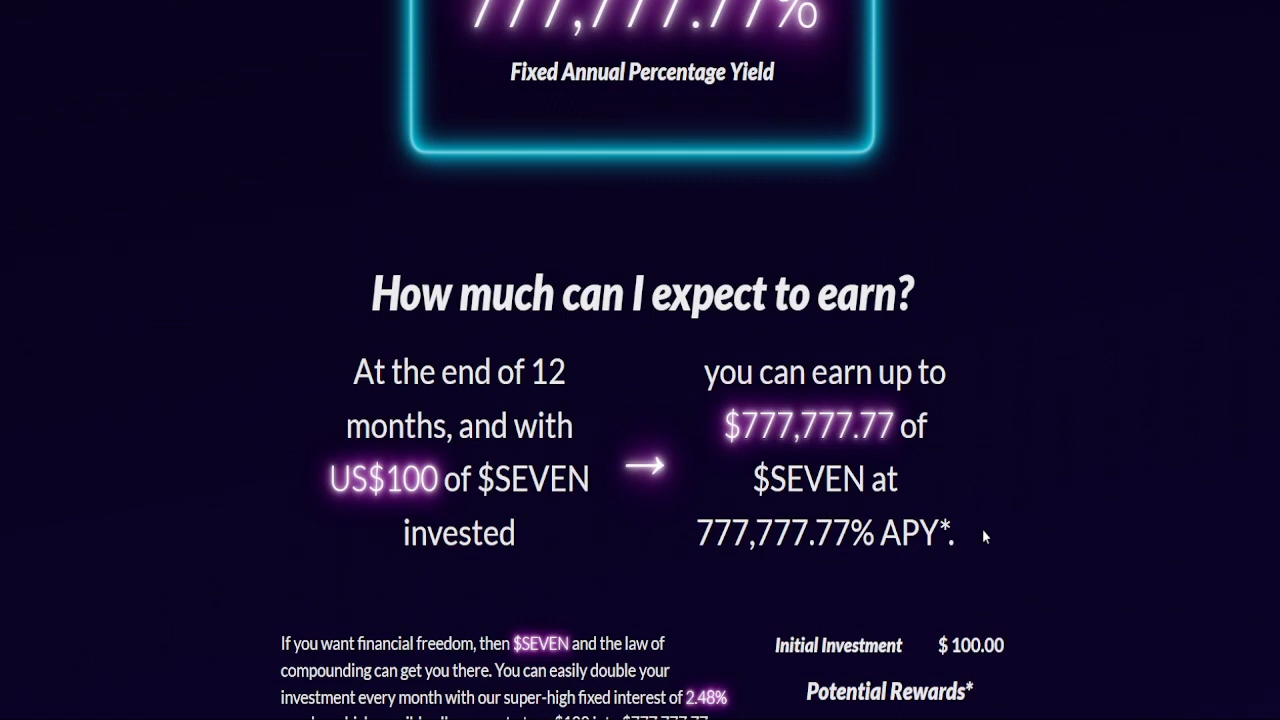 777,777.77%
Fixed Annual Percentage Yield
How much can I expect to earn?
At the end of 12
months, and with
US$100 of $SEVEN
invested
→
you can earn up to
$777,777.77 of
$SEVEN at
777,777.77% APY*.
If you want financial freedom, then $SEVEN and the law of
compounding can get you there. You can easily double your
investment every month with our super-high fixed interest of 2.48%
Initial Investment $ 100.00
Potential Rewards*